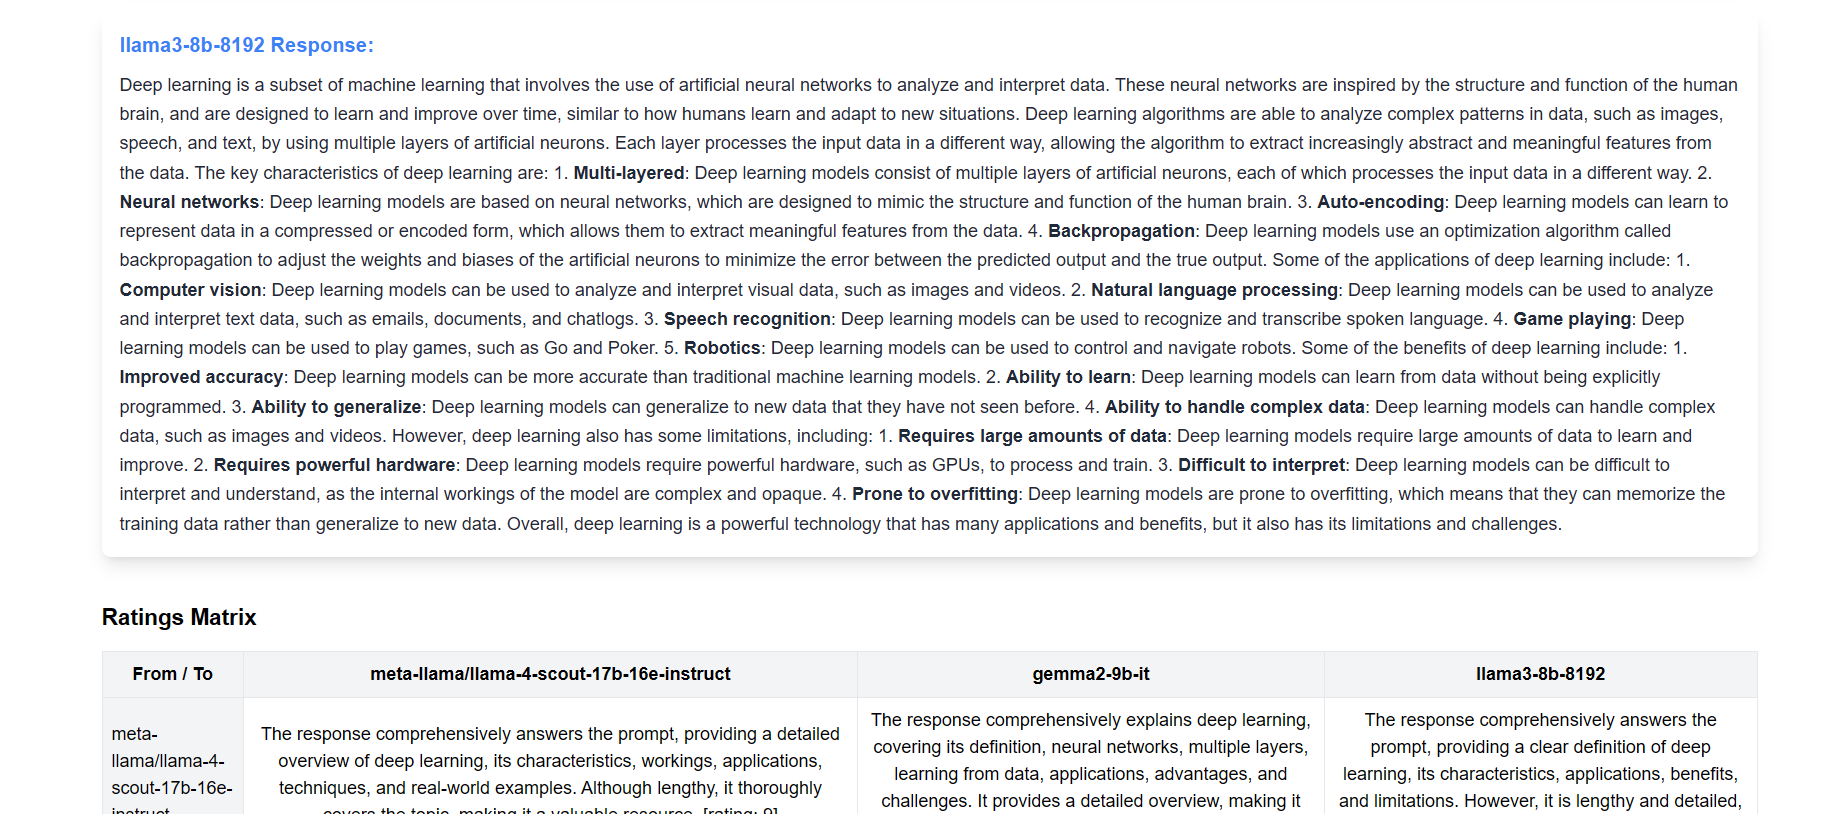 llama3-8b-8192 Response:
Deep learning is a subset of machine learning that involves the use of artificial neural networks to analyze and interpret data. These neural networks are inspired by the structure and function of the human
brain, and are designed to learn and improve over time, similar to how humans learn and adapt to new situations. Deep learning algorithms are able to analyze complex patterns in data, such as images,
speech, and text, by using multiple layers of artificial neurons. Each layer processes the input data in a different way, allowing the algorithm to extract increasingly abstract and meaningful features from
the data. The key characteristics of deep learning are: 1. Multi-layered: Deep learning models consist of multiple layers of artificial neurons, each of which processes the input data in a different way. 2.
Neural networks: Deep learning models are based on neural networks, which are designed to mimic the structure and function of the human brain. 3. Auto-encoding: Deep learning models can learn to
represent data in a compressed or encoded form, which allows them to extract meaningful features from the data. 4. Backpropagation: Deep learning models use an optimization algorithm called
backpropagation to adjust the weights and biases of the artificial neurons to minimize the error between the predicted output and the true output. Some of the applications of deep learning include: 1.
Computer vision: Deep learning models can be used to analyze and interpret visual data, such as images and videos. 2. Natural language processing: Deep learning models can be used to analyze
and interpret text data, such as emails, documents, and chatlogs. 3. Speech recognition: Deep learning models can be used to recognize and transcribe spoken language. 4. Game playing: Deep
learning models can be used to play games, such as Go and Poker. 5. Robotics: Deep learning models can be used to control and navigate robots. Some of the benefits of deep learning include: 1.
Improved accuracy: Deep learning models can be more accurate than traditional machine learning models. 2. Ability to learn: Deep learning models can learn from data without being explicitly
programmed. 3. Ability to generalize: Deep learning models can generalize to new data that they have not seen before. 4. Ability to handle complex data: Deep learning models can handle complex
data, such as images and videos. However, deep learning also has some limitations, including: 1. Requires large amounts of data: Deep learning models require large amounts of data to learn and
improve. 2. Requires powerful hardware: Deep learning models require powerful hardware, such as GPUs, to process and train. 3. Difficult to interpret: Deep learning models can be difficult to
interpret and understand, as the internal workings of the model are complex and opaque. 4. Prone to overfitting: Deep learning models are prone to overfitting, which means that they can memorize the
training data rather than generalize to new data. Overall, deep learning is a powerful technology that has many applications and benefits, but it also has its limitations and challenges.
Ratings Matrix
From / To
meta-llama/llama-4-scout-17b-16e-instruct
gemma2-9b-it
llama3-8b-8192
meta-
llama/llama-4-
scout-17b-16e-
instruct
The response comprehensively answers the prompt, providing a detailed
overview of deep learning, its characteristics, workings, applications,
techniques, and real-world examples. Although lengthy, it thoroughly
covers the topic, making it a valuable resource. [rating: 9]
The response comprehensively explains deep learning,
covering its definition, neural networks, multiple layers,
learning from data, applications, advantages, and
challenges. It provides a detailed overview, making it
The response comprehensively answers the
prompt, providing a clear definition of deep
learning, its characteristics, applications, benefits,
and limitations. However, it is lengthy and detailed,